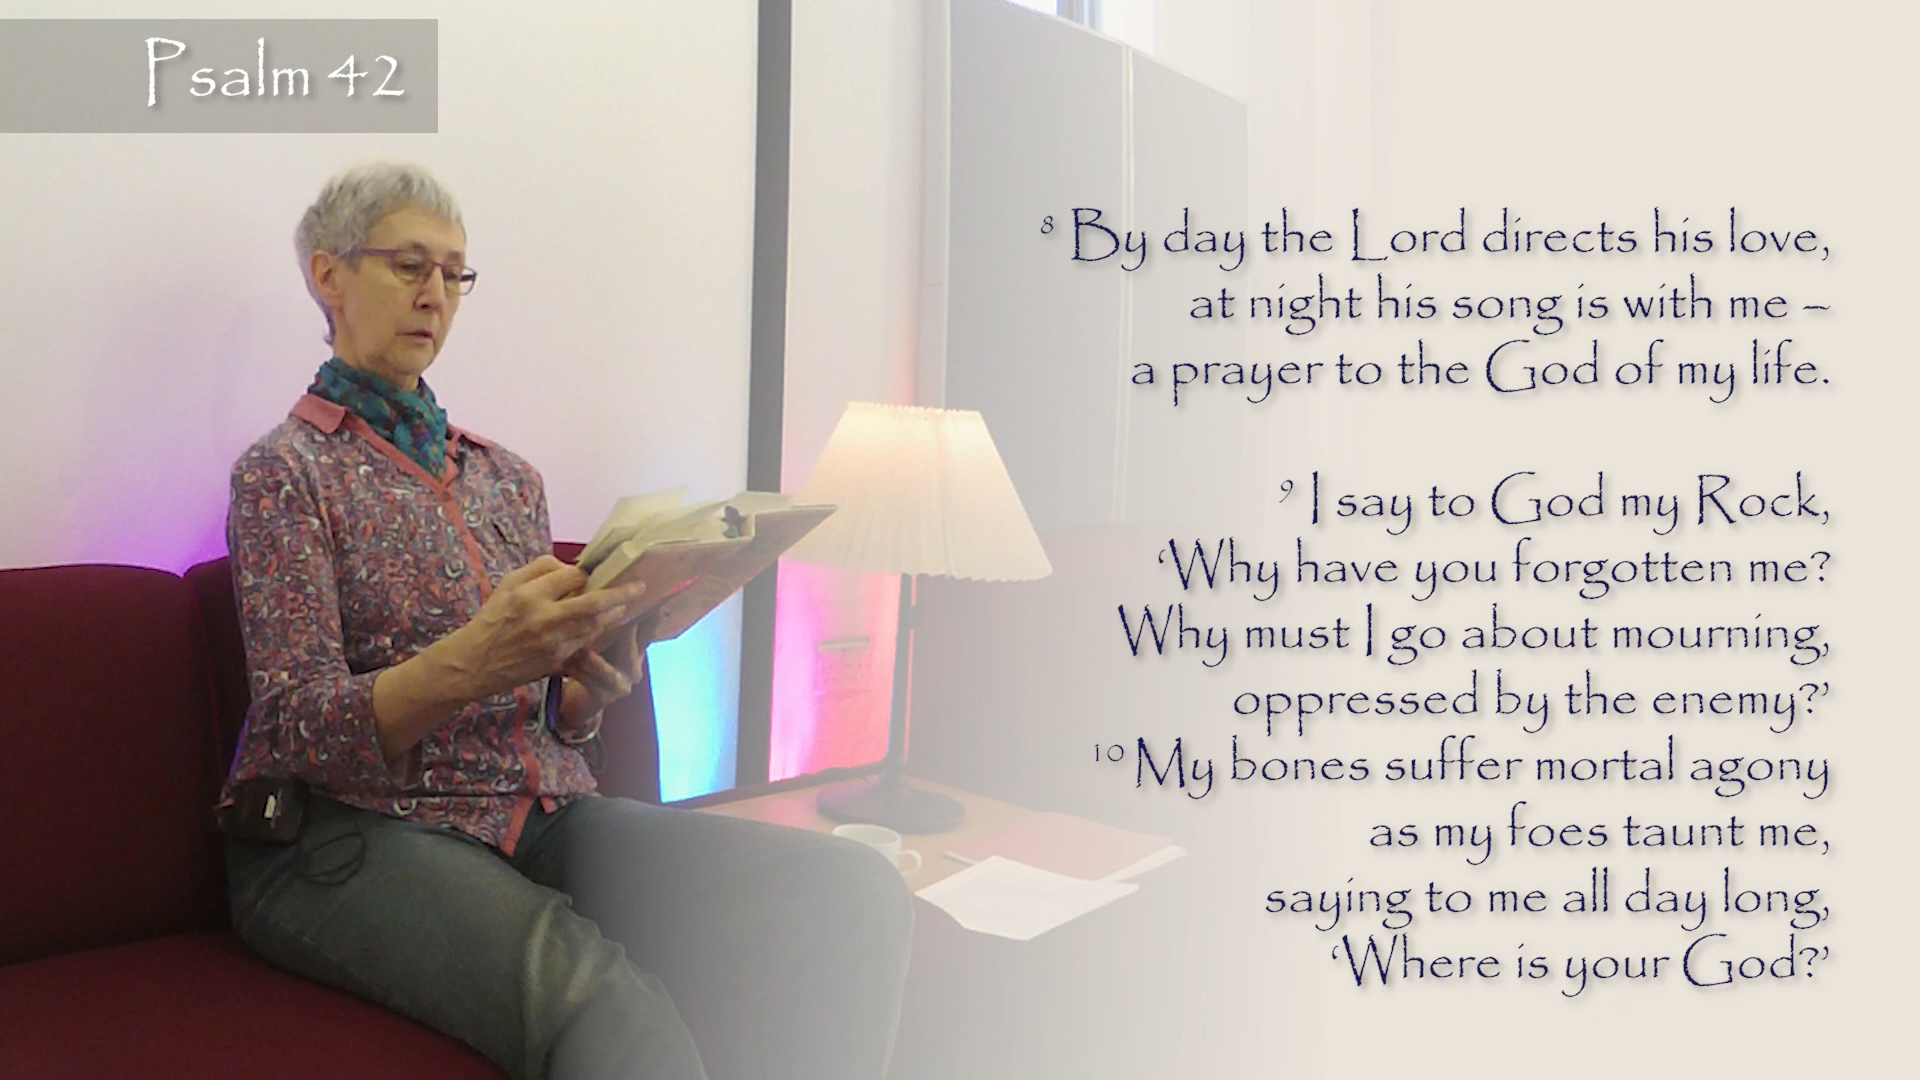 Psalm 42
8 By day the Lord directs his love,
at night his song is with me –
a prayer to the God of my life.
9 I say to God my Rock,
‘Why have you forgotten me?
Why must I go about mourning,
oppressed by the enemy?’
10 My bones suffer mortal agony
as my foes taunt me,
saying to me all day long,
‘Where is your God?’